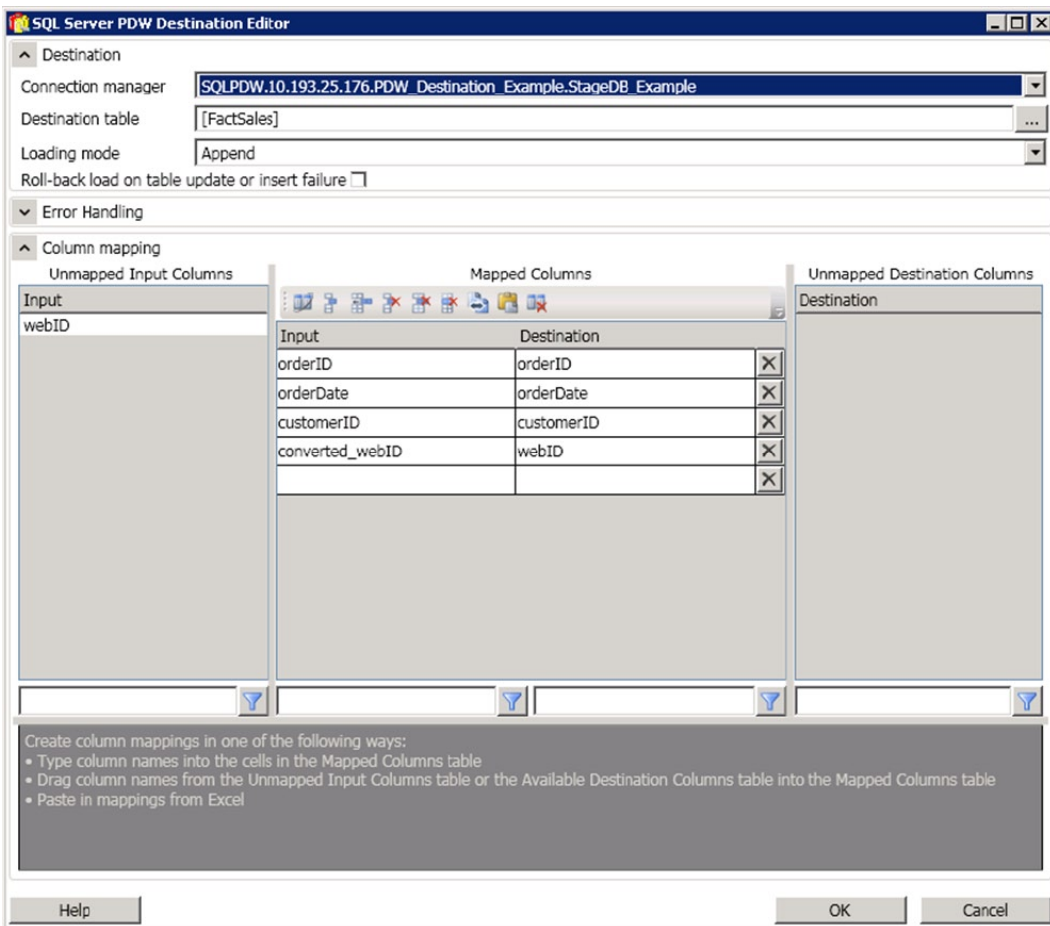 SQL Server PDW Destination Editor
Destination
Connection manager SQLPDW.10.193.25.176.PDW_Destination_Example.StageDB_Example
Destination table [FactSales] ...
Loading mode Append
Roll-back load on table update or insert failure
Error Handling
Column mapping
Unmapped Input Columns Mapped Columns Unmapped Destination Columns
Input Destination
webID
Input Destination
orderID orderID
orderDate orderDate
customerID customerID
converted_webID webID
Create column mappings in one of the following ways:
• Type column names into the cells in the Mapped Columns table
• Drag column names from the Unmapped Input Columns table or the Available Destination Columns table into the Mapped Columns table
• Paste in mappings from Excel
Help OK Cancel